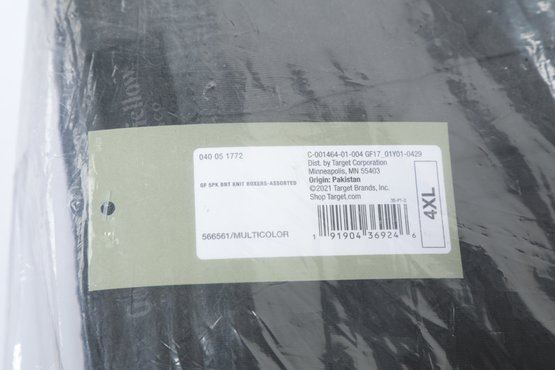 040 05 1772
GF 5PK BNT KNIT BOXERS-ASSORTED
566561/MULTICOLOR
C-001464-01-004 GF17_01Y01-0429
Dist. by Target Corporation
Minneapolis, MN 55403
Origin: Pakistan
©2021 Target Brands, Inc.
Shop Target.com
1 91904 36924 6
4XL